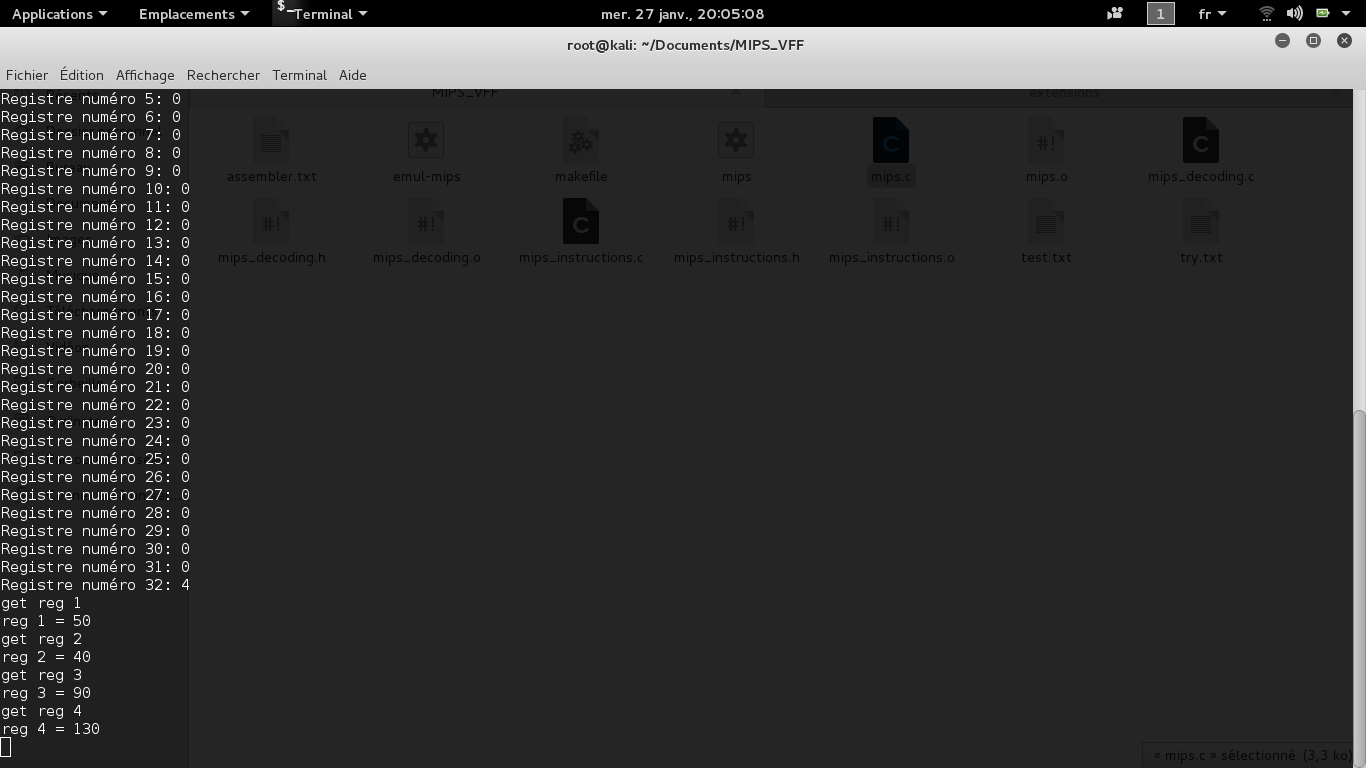 Applications Emplacements $_ Terminal mer. 27 janv., 20:05:08 1 fr
root@kali: ~/Documents/MIPS_VFF
Fichier Édition Affichage Rechercher Terminal Aide
MIPS_VFF × extensions
Registre numéro 5: 0
Registre numéro 6: 0
Registre numéro 7: 0
Registre numéro 8: 0
Registre numéro 9: 0
Registre numéro 10: 0
Registre numéro 11: 0
Registre numéro 12: 0
Registre numéro 13: 0
Registre numéro 14: 0
Registre numéro 15: 0
Registre numéro 16: 0
Registre numéro 17: 0
Registre numéro 18: 0
Registre numéro 19: 0
Registre numéro 20: 0
Registre numéro 21: 0
Registre numéro 22: 0
Registre numéro 23: 0
Registre numéro 24: 0
Registre numéro 25: 0
Registre numéro 26: 0
Registre numéro 27: 0
Registre numéro 28: 0
Registre numéro 29: 0
Registre numéro 30: 0
Registre numéro 31: 0
Registre numéro 32: 4
get reg 1
reg 1 = 50
get reg 2
reg 2 = 40
get reg 3
reg 3 = 90
get reg 4
reg 4 = 130
assembler.txt emul-mips makefile mips mips.c mips.o mips_decoding.c
mips_decoding.h mips_decoding.o mips_instructions.c mips_instructions.h mips_instructions.o test.txt try.txt
« mips.c » sélectionné (3,3 ko)